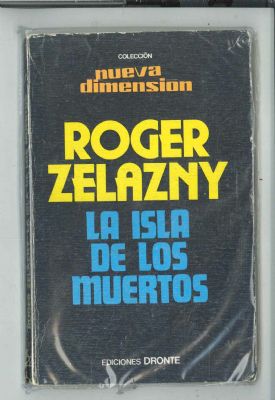 COLECCIÓN
nueva
dimensión
ROGER
ZELAZNY
LA ISLA
DE LOS
MUERTOS
EDICIONES DRONTE